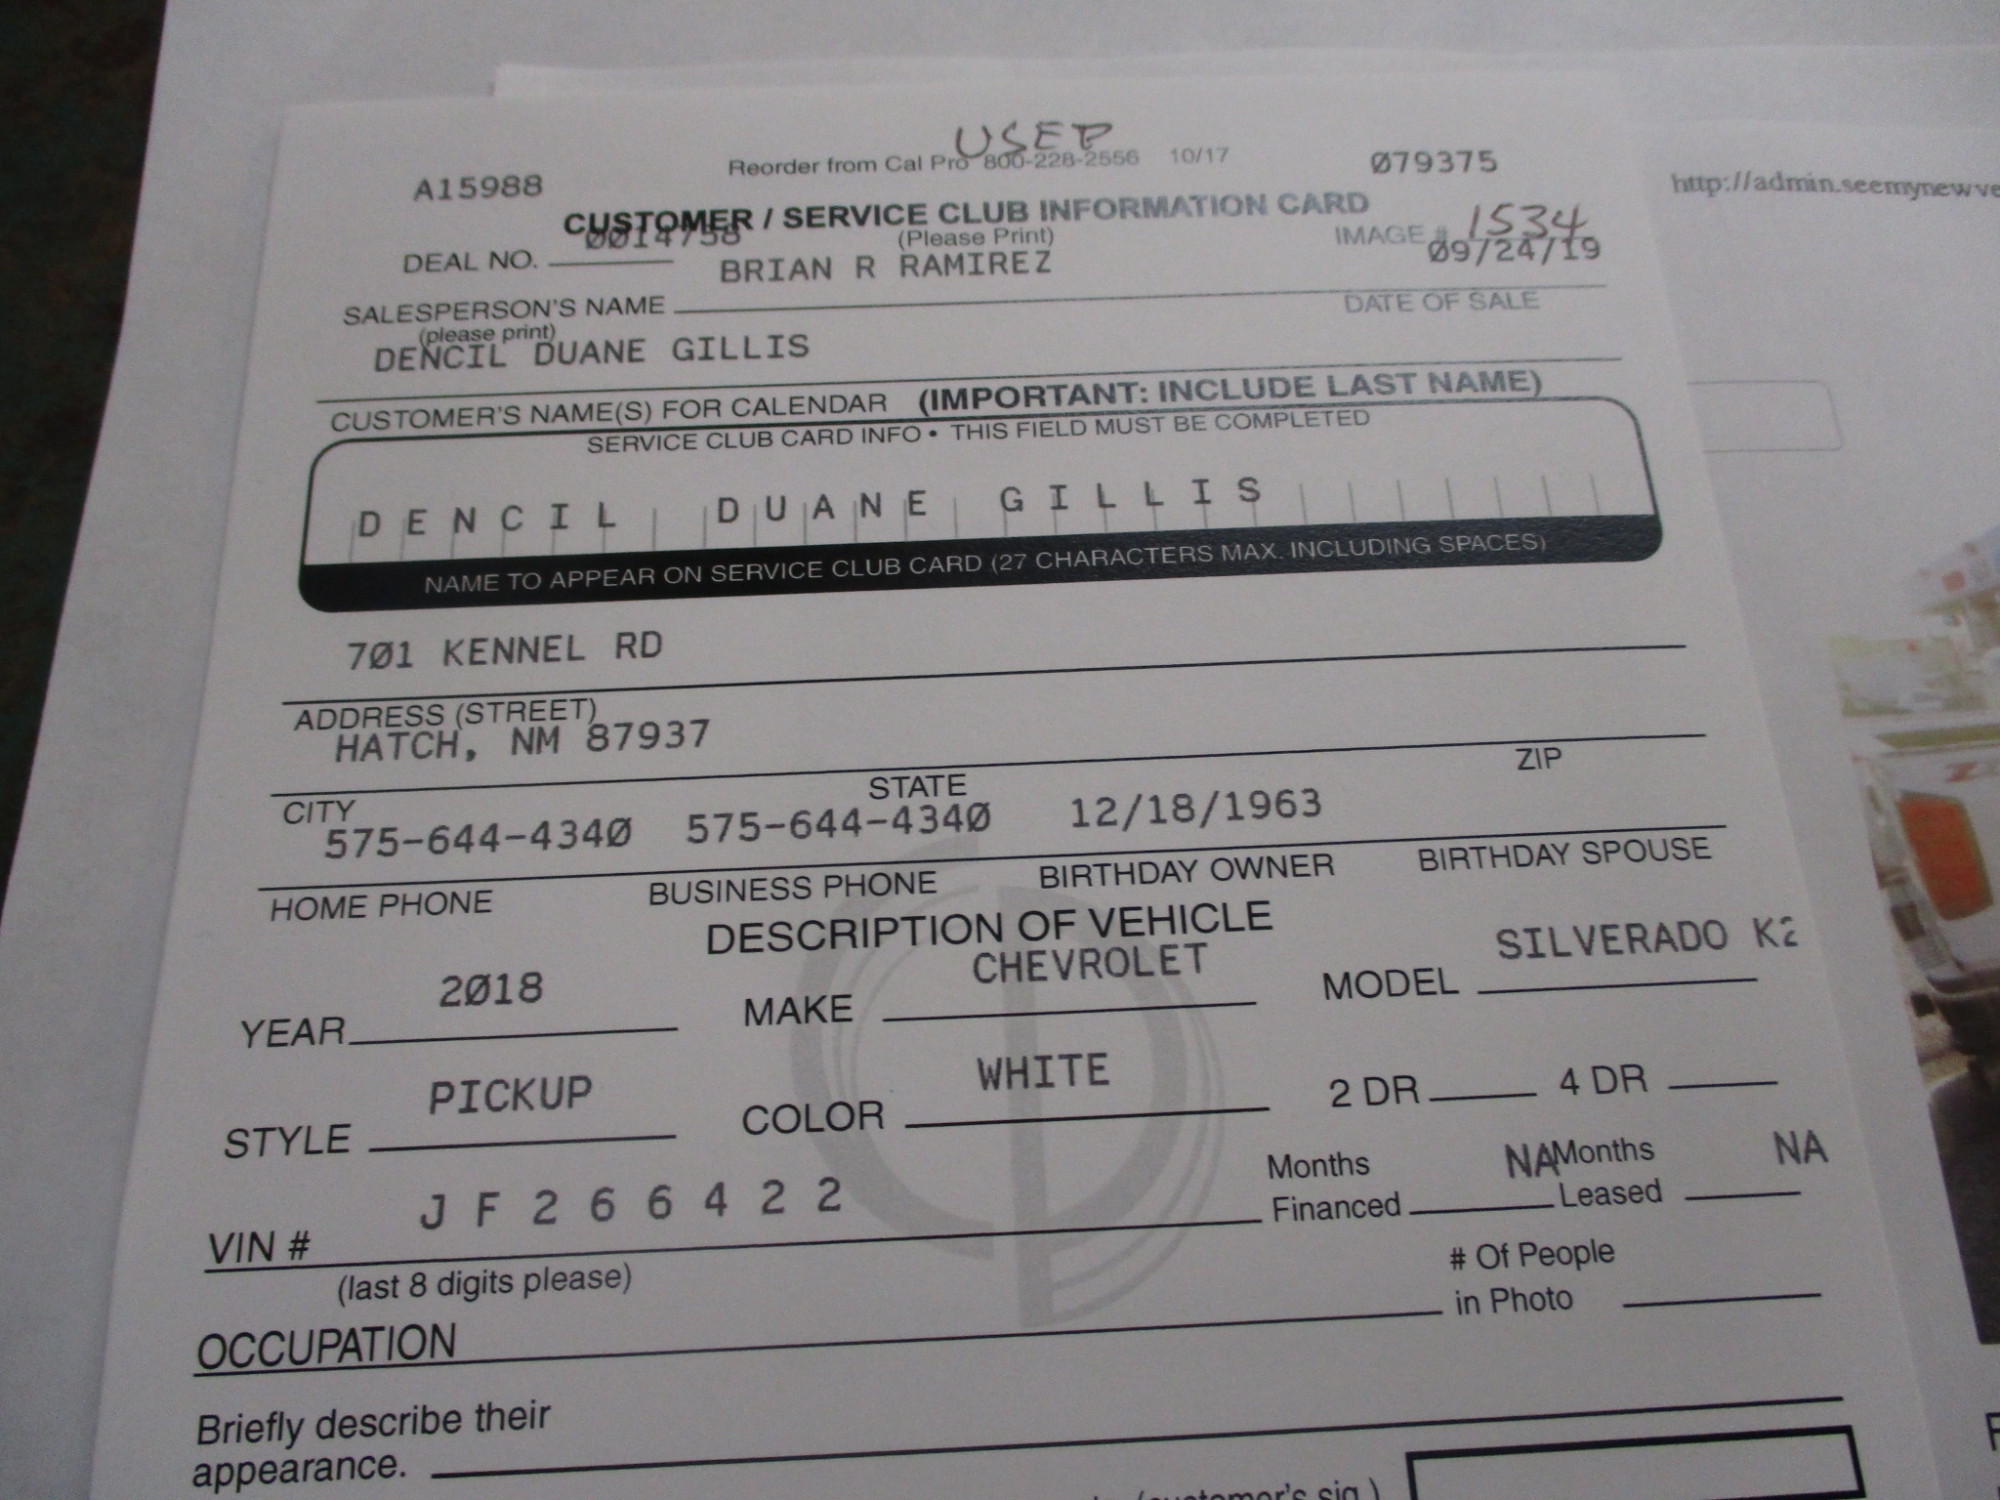 USED
Reorder from Cal Pro 800-228-2556 10/17
A15988
Ø79375
http://admin.seemynewve
CUSTOMER / SERVICE CLUB INFORMATION CARD
(Please Print)
IMAGE # 1534
DEAL NO. ØØ14758
BRIAN R RAMIREZ
Ø9/24/19
SALESPERSON'S NAME
DATE OF SALE
(please print)
DENCIL DUANE GILLIS
CUSTOMER'S NAME(S) FOR CALENDAR (IMPORTANT: INCLUDE LAST NAME)
SERVICE CLUB CARD INFO • THIS FIELD MUST BE COMPLETED
DENCIL DUANE GILLIS
NAME TO APPEAR ON SERVICE CLUB CARD (27 CHARACTERS MAX. INCLUDING SPACES)
7Ø1 KENNEL RD
ADDRESS (STREET)
HATCH, NM 87937
CITY STATE ZIP
575-644-434Ø 575-644-434Ø 12/18/1963
HOME PHONE BUSINESS PHONE BIRTHDAY OWNER BIRTHDAY SPOUSE
DESCRIPTION OF VEHICLE
YEAR 2Ø18 MAKE CHEVROLET MODEL SILVERADO K2
STYLE PICKUP COLOR WHITE 2 DR 4 DR
VIN # J F 2 6 6 4 2 2 Months Financed NA Months Leased NA
(last 8 digits please)
# Of People
in Photo
OCCUPATION
Briefly describe their
appearance.
(customer's sig.)